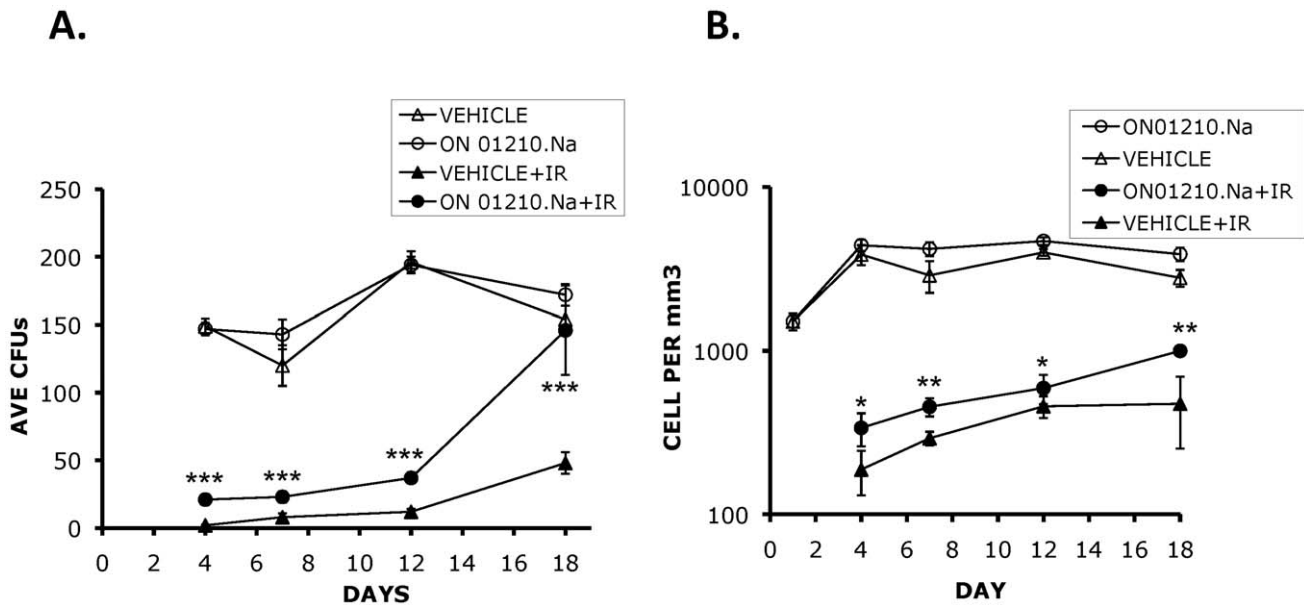 A.
VEHICLE
ON 01210.Na
VEHICLE+IR
ON 01210.Na+IR
250
200
150
100
50
0
AVE CFUs
***
***
***
***
0 2 4 6 8 10 12 14 16 18
DAYS
B.
ON01210.Na
VEHICLE
ON01210.Na+IR
VEHICLE+IR
10000
1000
100
CELL PER mm3
*
**
*
**
0 2 4 6 8 10 12 14 16 18
DAY